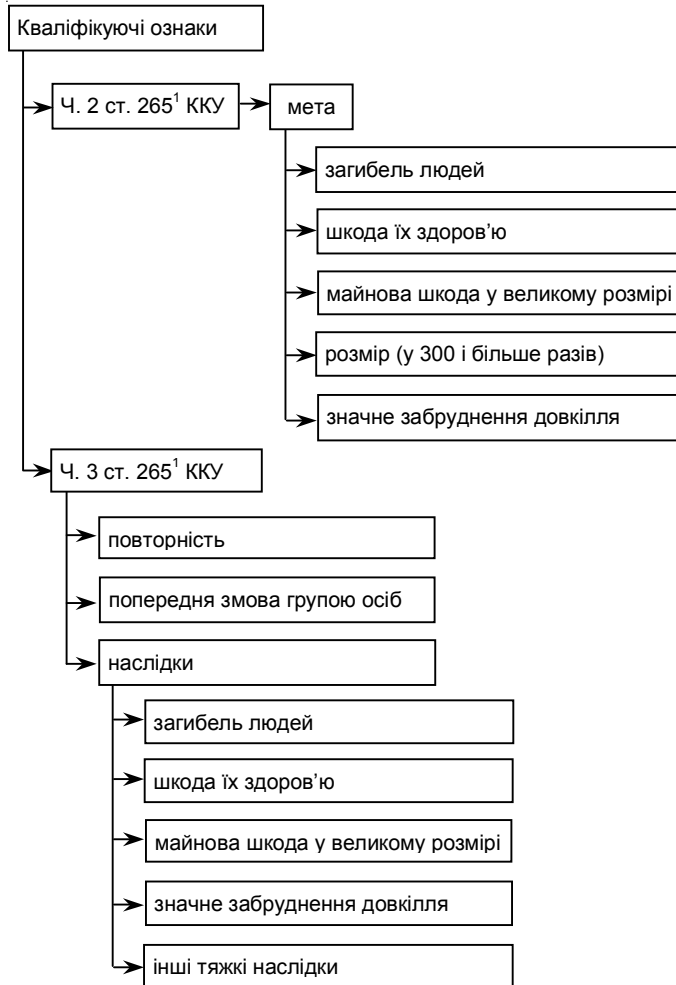 Кваліфікуючі ознаки
Ч. 2 ст. 265¹ ККУ
мета
загибель людей
шкода їх здоров’ю
майнова шкода у великому розмірі
розмір (у 300 і більше разів)
значне забруднення довкілля
Ч. 3 ст. 265¹ ККУ
повторність
попередня змова групою осіб
наслідки
загибель людей
шкода їх здоров’ю
майнова шкода у великому розмірі
значне забруднення довкілля
інші тяжкі наслідки